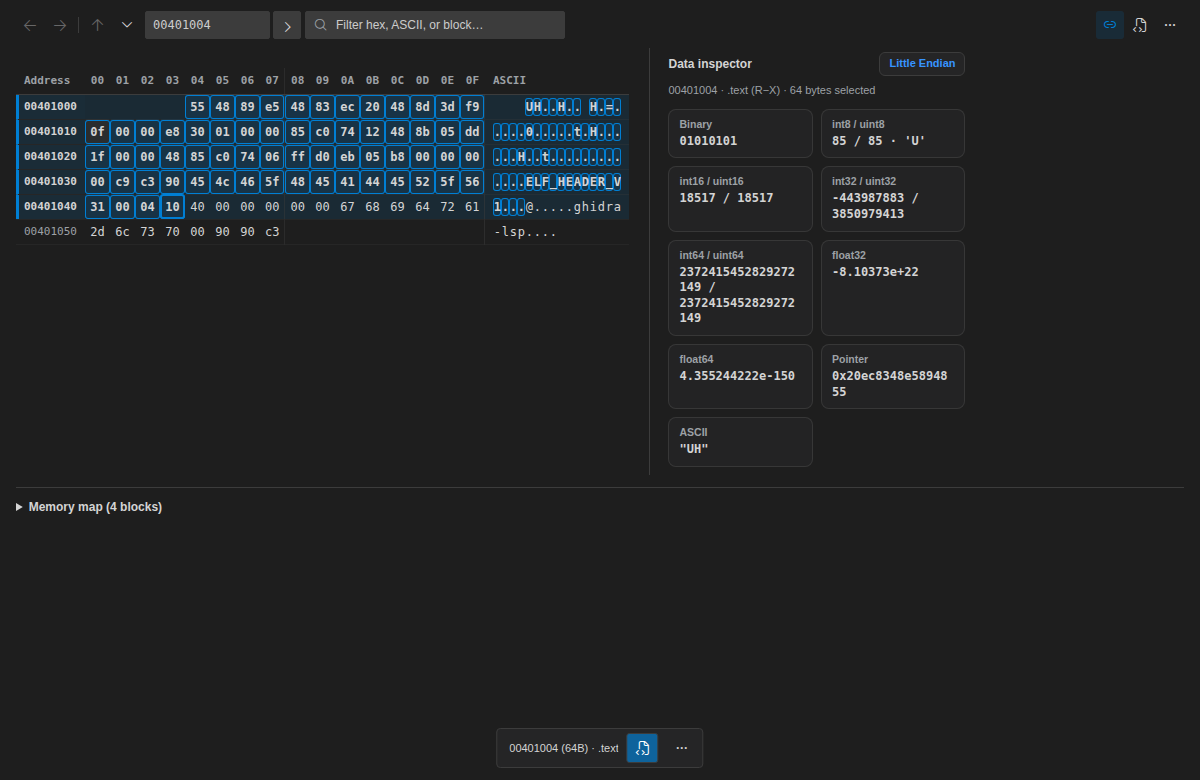 00401004 Filter hex, ASCII, or block…
Address 00 01 02 03 04 05 06 07 08 09 0A 0B 0C 0D 0E 0F ASCII
00401000 55 48 89 e5 48 83 ec 20 48 8d 3d f9 UH..H.. H.=.
00401010 0f 00 00 e8 30 01 00 00 85 c0 74 12 48 8b 05 dd ....0.....t.H...
00401020 1f 00 00 48 85 c0 74 06 ff d0 eb 05 b8 00 00 00 ...H..t.........
00401030 00 c9 c3 90 45 4c 46 5f 48 45 41 44 45 52 5f 56 ....ELF_HEADER_V
00401040 31 00 04 10 40 00 00 00 00 00 67 68 69 64 72 61 1...@.....ghidra
00401050 2d 6c 73 70 00 90 90 c3 -lsp....
Data inspector
Little Endian
00401004 · .text (R–X) · 64 bytes selected
Binary
01010101
int8 / uint8
85 / 85 · 'U'
int16 / uint16
18517 / 18517
int32 / uint32
-443987883 /
3850979413
int64 / uint64
2372415452829272
149 /
2372415452829272
149
float32
-8.10373e+22
float64
4.355244222e-150
Pointer
0x20ec8348e58948
55
ASCII
"UH"
Memory map (4 blocks)
00401004 (64B) · .text